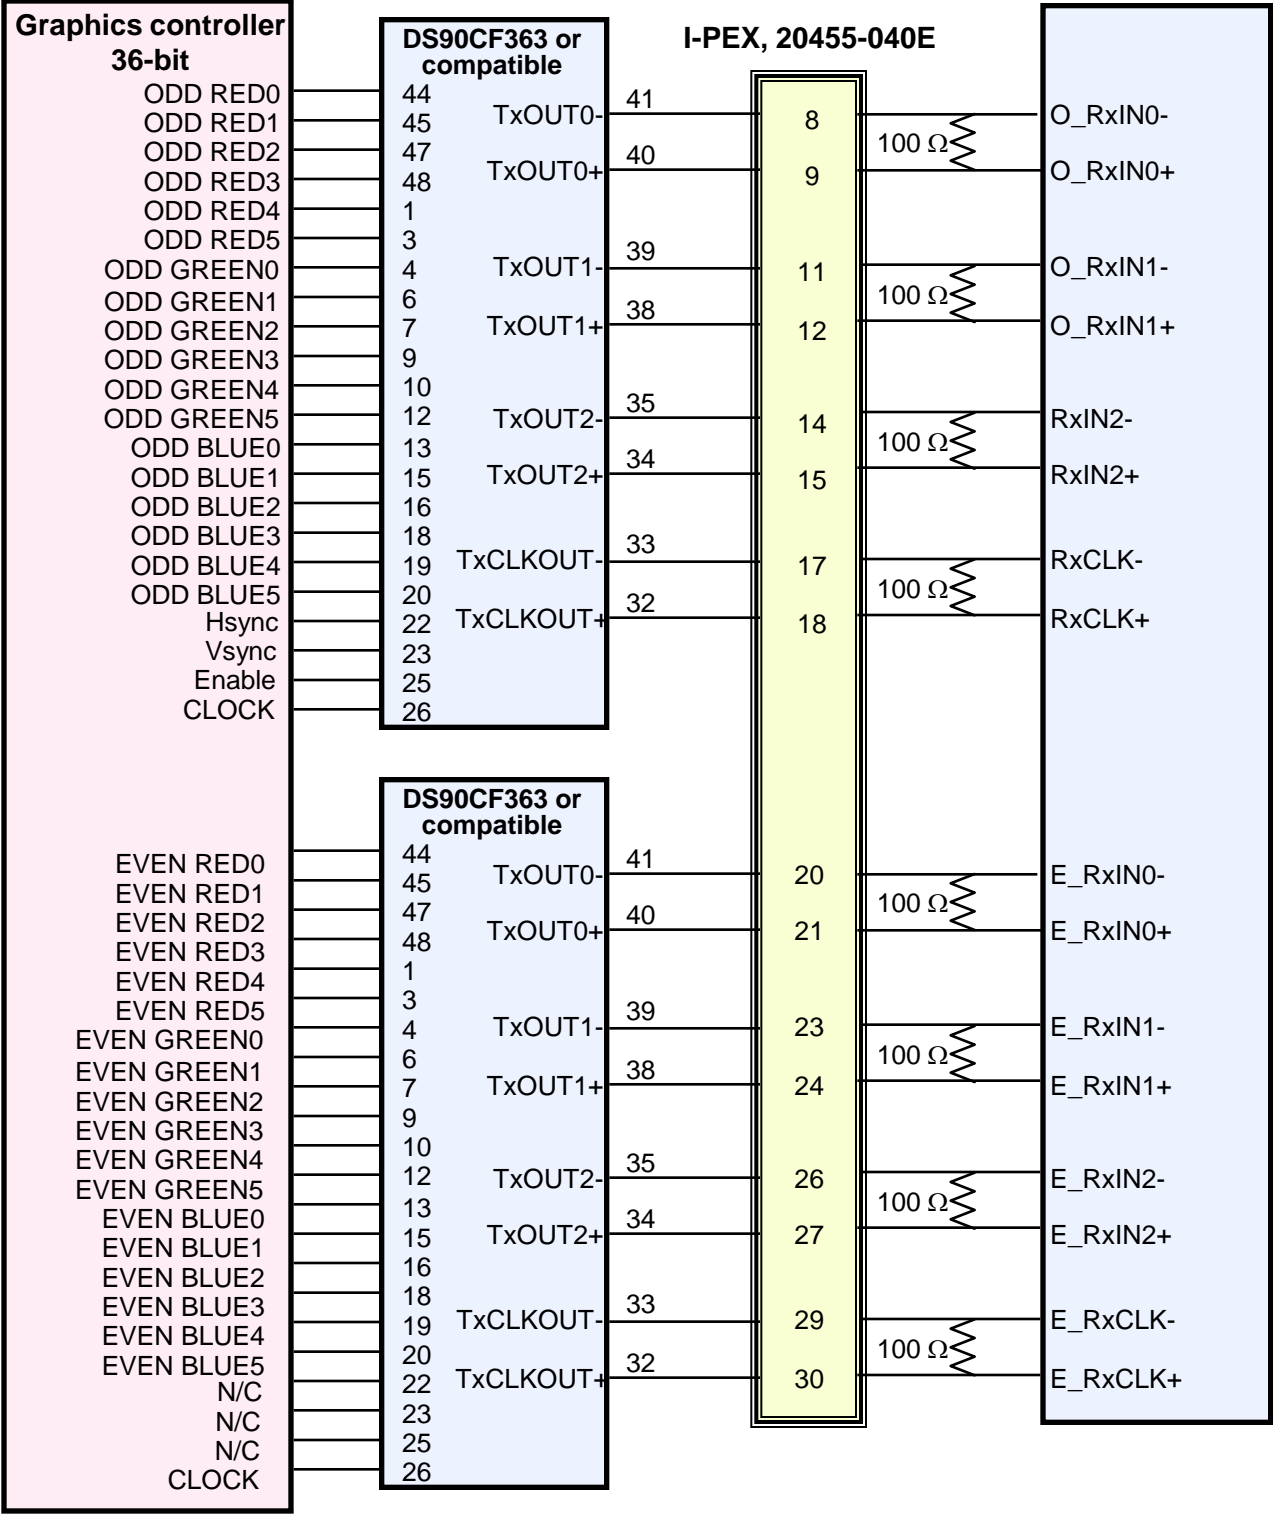 Graphics controller
36-bit
ODD RED0
ODD RED1
ODD RED2
ODD RED3
ODD RED4
ODD RED5
ODD GREEN0
ODD GREEN1
ODD GREEN2
ODD GREEN3
ODD GREEN4
ODD GREEN5
ODD BLUE0
ODD BLUE1
ODD BLUE2
ODD BLUE3
ODD BLUE4
ODD BLUE5
Hsync
Vsync
Enable
CLOCK
EVEN RED0
EVEN RED1
EVEN RED2
EVEN RED3
EVEN RED4
EVEN RED5
EVEN GREEN0
EVEN GREEN1
EVEN GREEN2
EVEN GREEN3
EVEN GREEN4
EVEN GREEN5
EVEN BLUE0
EVEN BLUE1
EVEN BLUE2
EVEN BLUE3
EVEN BLUE4
EVEN BLUE5
N/C
N/C
N/C
CLOCK
DS90CF363 or
compatible
44
45
47
48
1
3
4
6
7
9
10
12
13
15
16
18
19
20
22
23
25
26
TxOUT0-
TxOUT0+
TxOUT1-
TxOUT1+
TxOUT2-
TxOUT2+
TxCLKOUT-
TxCLKOUT+
41
40
39
38
35
34
33
32
DS90CF363 or
compatible
44
45
47
48
1
3
4
6
7
9
10
12
13
15
16
18
19
20
22
23
25
26
TxOUT0-
TxOUT0+
TxOUT1-
TxOUT1+
TxOUT2-
TxOUT2+
TxCLKOUT-
TxCLKOUT+
41
40
39
38
35
34
33
32
I-PEX, 20455-040E
8
9
11
12
14
15
17
18
20
21
23
24
26
27
29
30
100 Ω
100 Ω
100 Ω
100 Ω
100 Ω
100 Ω
100 Ω
100 Ω
O_RxIN0-
O_RxIN0+
O_RxIN1-
O_RxIN1+
RxIN2-
RxIN2+
RxCLK-
RxCLK+
E_RxIN0-
E_RxIN0+
E_RxIN1-
E_RxIN1+
E_RxIN2-
E_RxIN2+
E_RxCLK-
E_RxCLK+